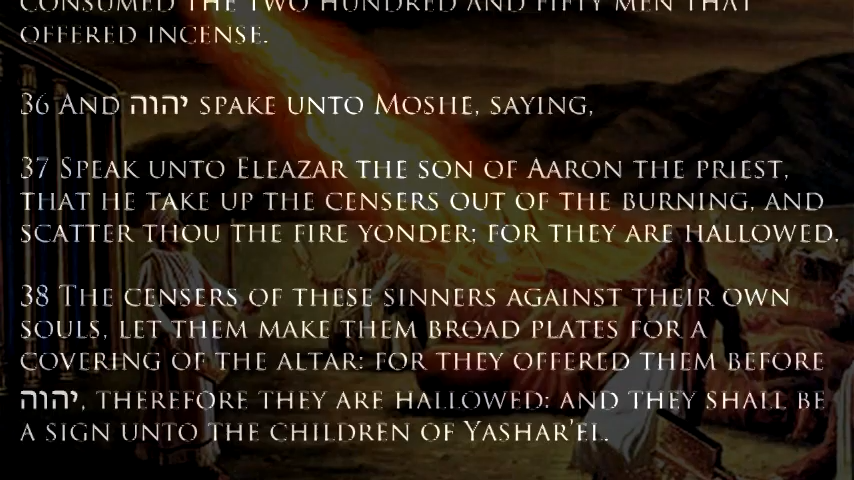 CONSUMED THE TWO HUNDRED AND FIFTY MEN THAT
OFFERED INCENSE.
36 AND יהוה SPAKE UNTO MOSHE, SAYING,
37 SPEAK UNTO ELEAZAR THE SON OF AARON THE PRIEST,
THAT HE TAKE UP THE CENSERS OUT OF THE BURNING, AND
SCATTER THOU THE FIRE YONDER; FOR THEY ARE HALLOWED.
38 THE CENSERS OF THESE SINNERS AGAINST THEIR OWN
SOULS, LET THEM MAKE THEM BROAD PLATES FOR A
COVERING OF THE ALTAR: FOR THEY OFFERED THEM BEFORE
יהוה, THEREFORE THEY ARE HALLOWED: AND THEY SHALL BE
A SIGN UNTO THE CHILDREN OF YASHAR'EL.